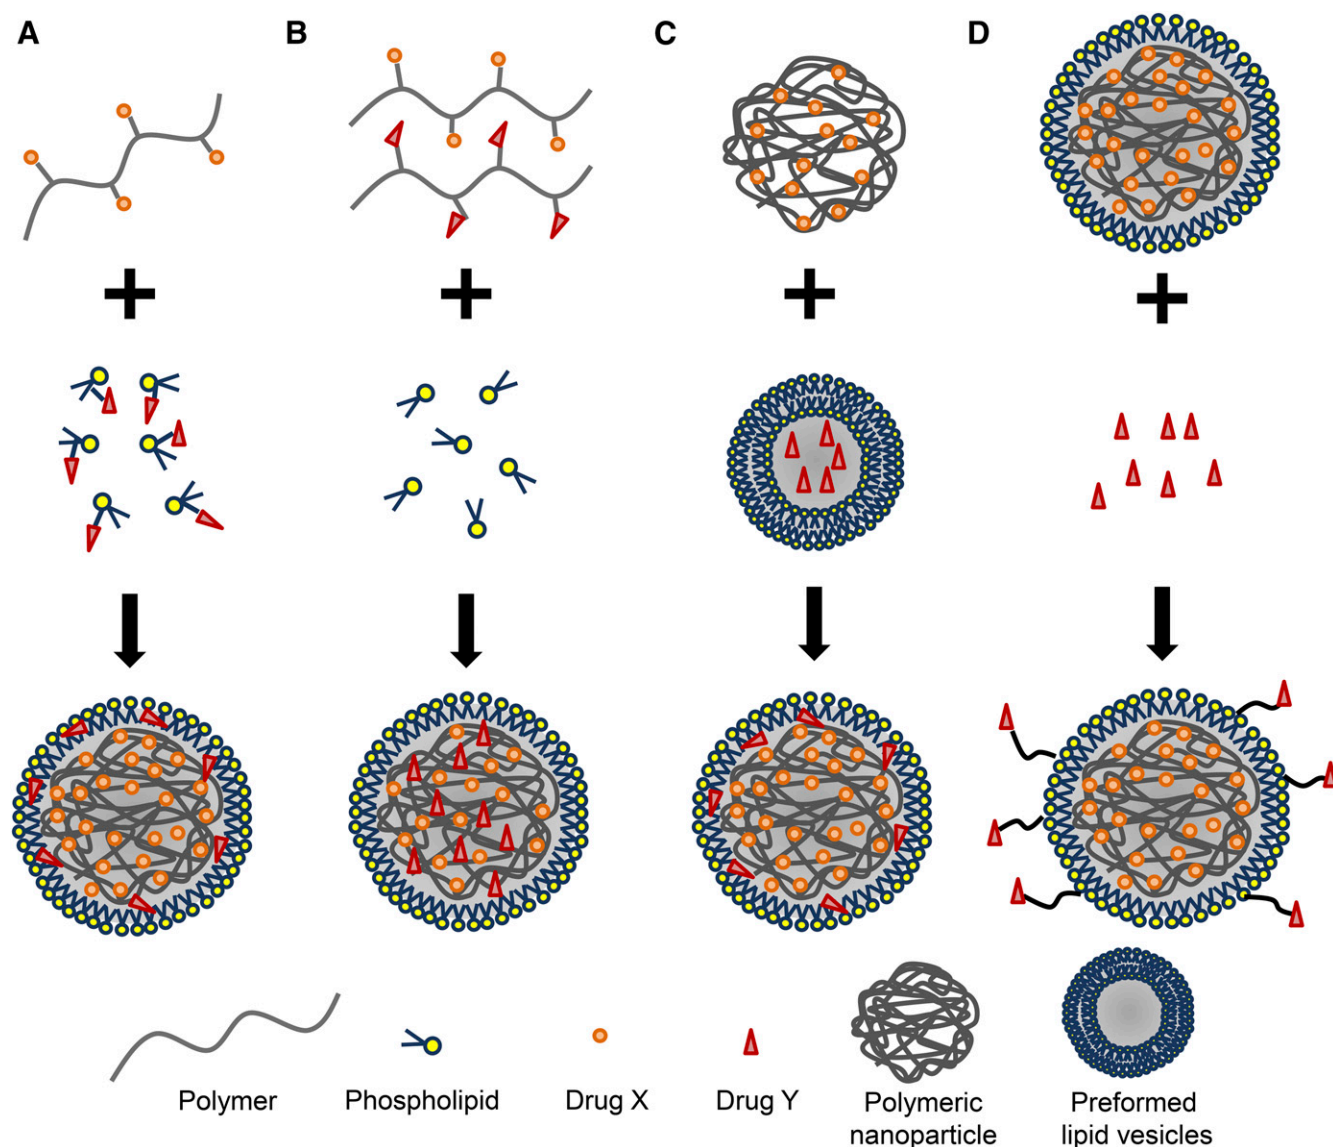 A B C D
Polymer Phospholipid Drug X Drug Y Polymeric Preformed
nanoparticle lipid vesicles